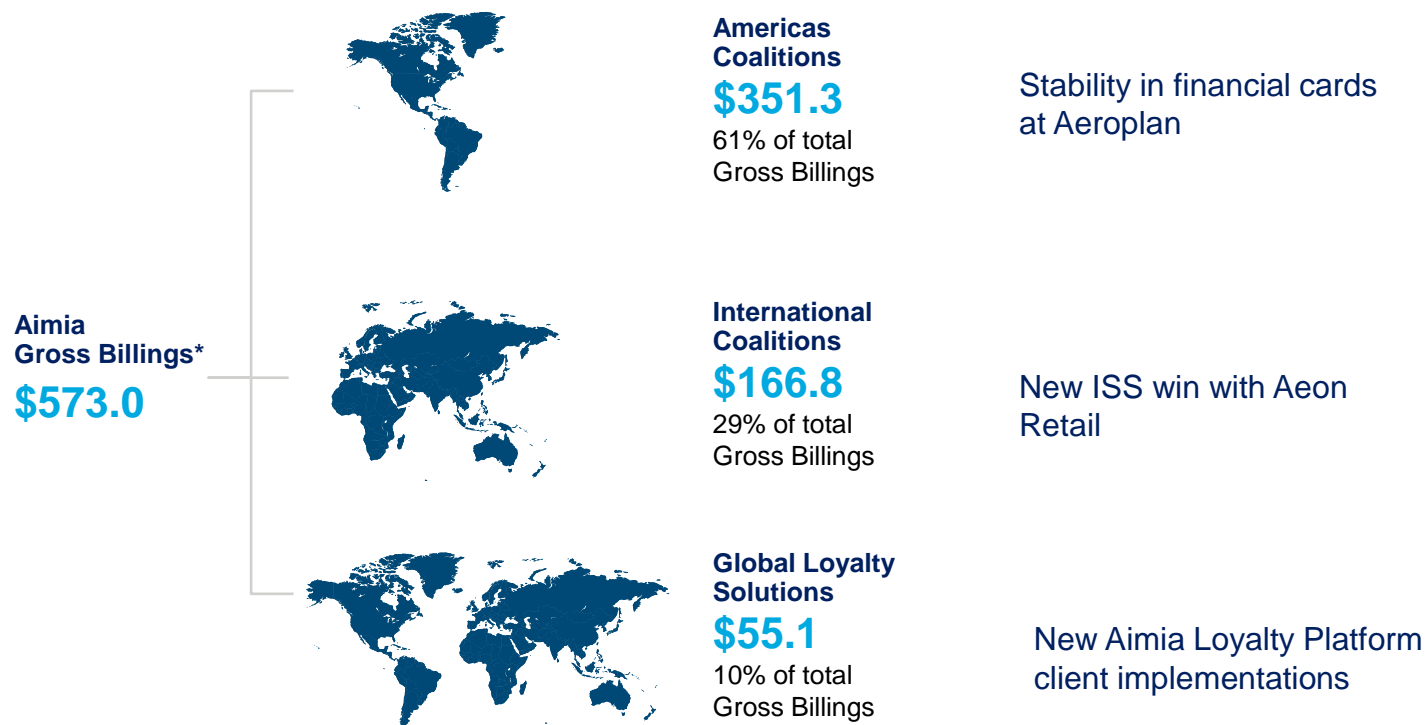 Americas
Coalitions
$351.3
61% of total
Gross Billings
Stability in financial cards
at Aeroplan
Aimia
Gross Billings*
$573.0
International
Coalitions
$166.8
29% of total
Gross Billings
New ISS win with Aeon
Retail
Global Loyalty
Solutions
$55.1
10% of total
Gross Billings
New Aimia Loyalty Platform
client implementations